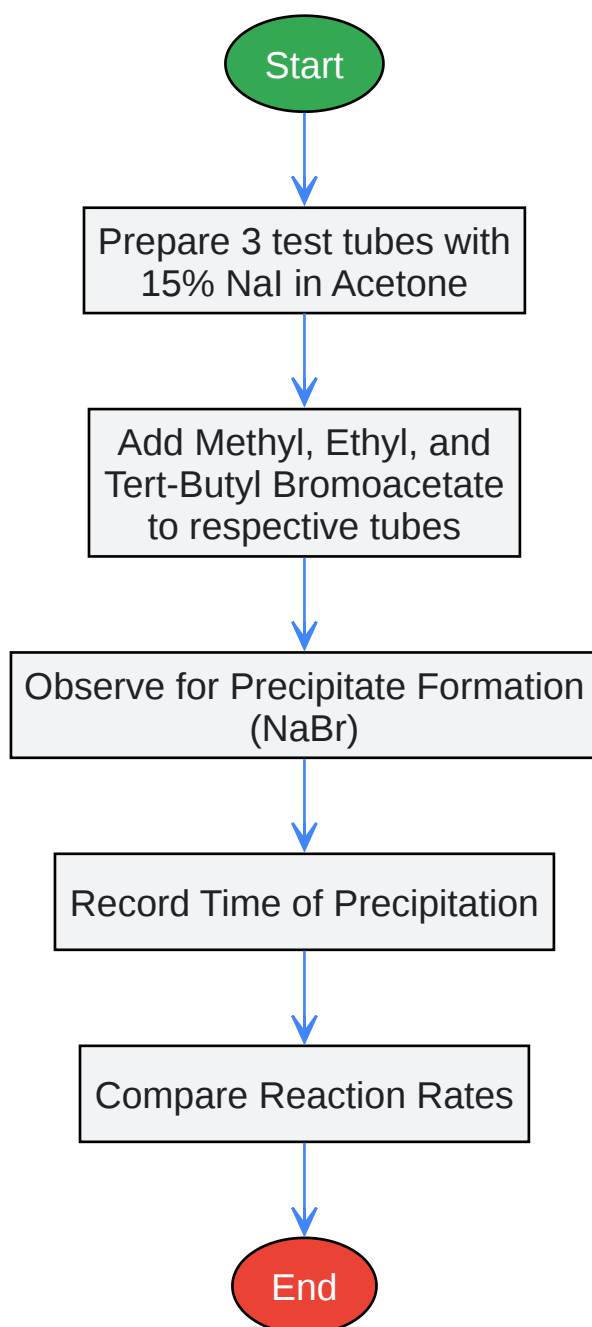 Start
Prepare 3 test tubes with
15% NaI in Acetone
Add Methyl, Ethyl, and
Tert-Butyl Bromoacetate
to respective tubes
Observe for Precipitate Formation
(NaBr)
Record Time of Precipitation
Compare Reaction Rates
End